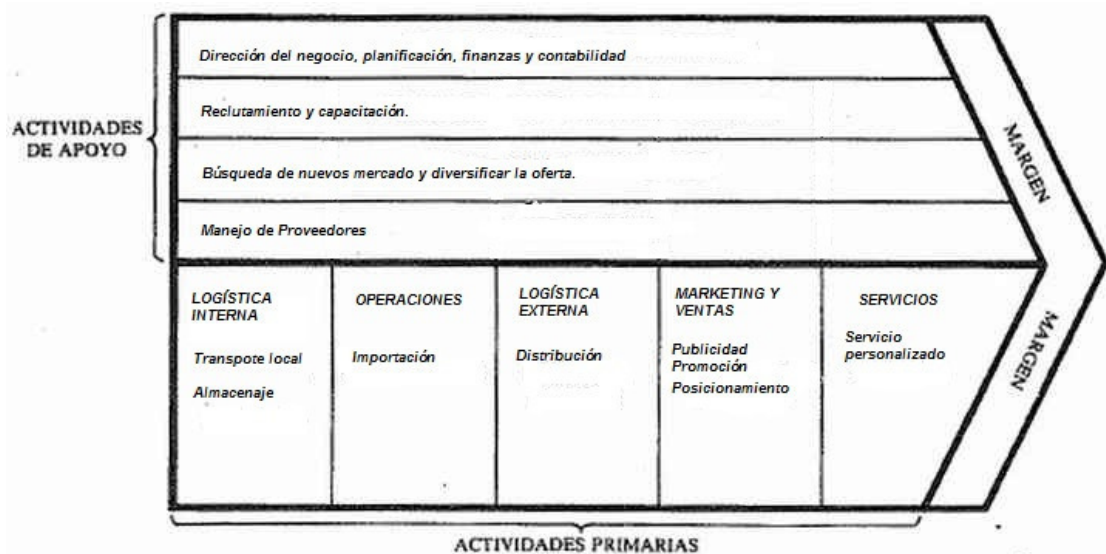 Dirección del negocio, planificación, finanzas y contabilidad
Reclutamiento y capacitación.
Búsqueda de nuevos mercado y diversificar la oferta.
Manejo de Proveedores
ACTIVIDADES
DE APOYO
MARGEN
MARGEN
LOGÍSTICA
INTERNA
Transpote local
Almacenaje
OPERACIONES
Importación
LOGÍSTICA
EXTERNA
Distribución
MARKETING Y
VENTAS
Publicidad
Promoción
Posicionamiento
SERVICIOS
Servicio
personalizado
ACTIVIDADES PRIMARIAS